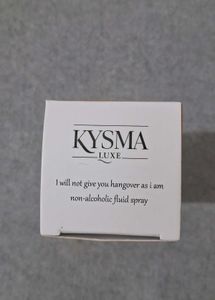 KYSMA
LUXE
I will not give you hangover as i am
non-alcoholic fluid spray